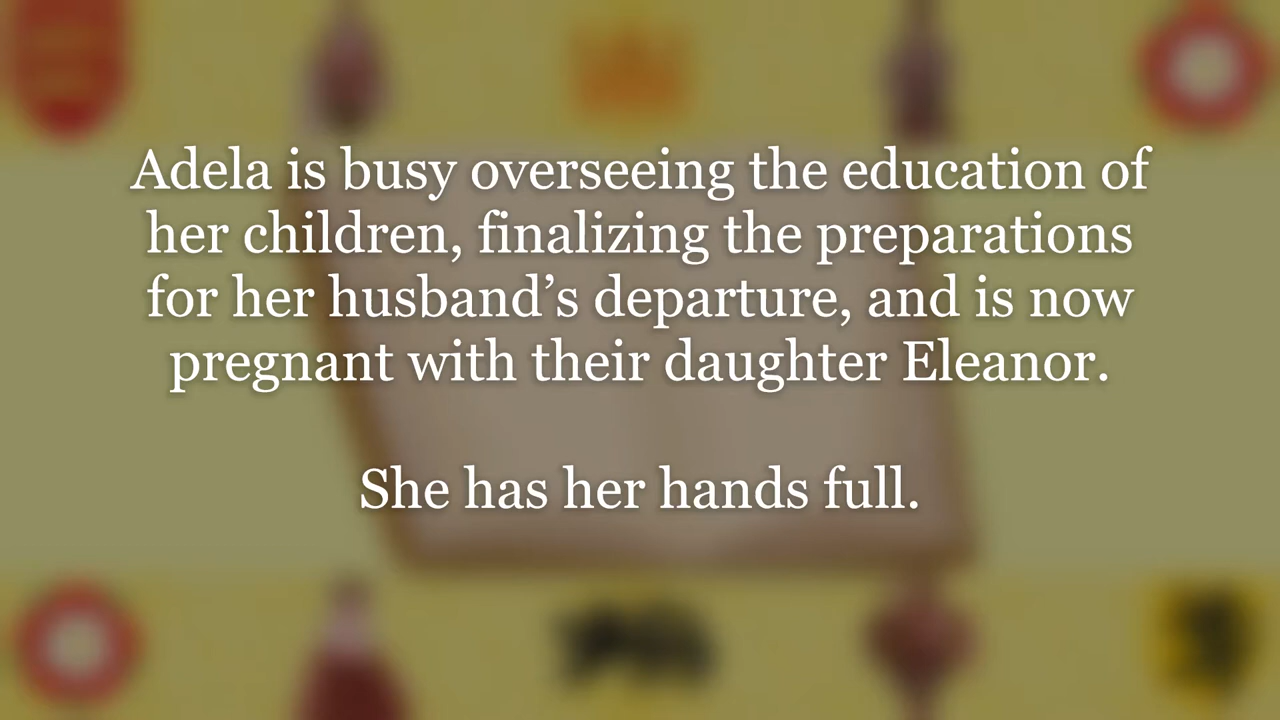 Adela is busy overseeing the education of
her children, finalizing the preparations
for her husband’s departure, and is now
pregnant with their daughter Eleanor.
She has her hands full.